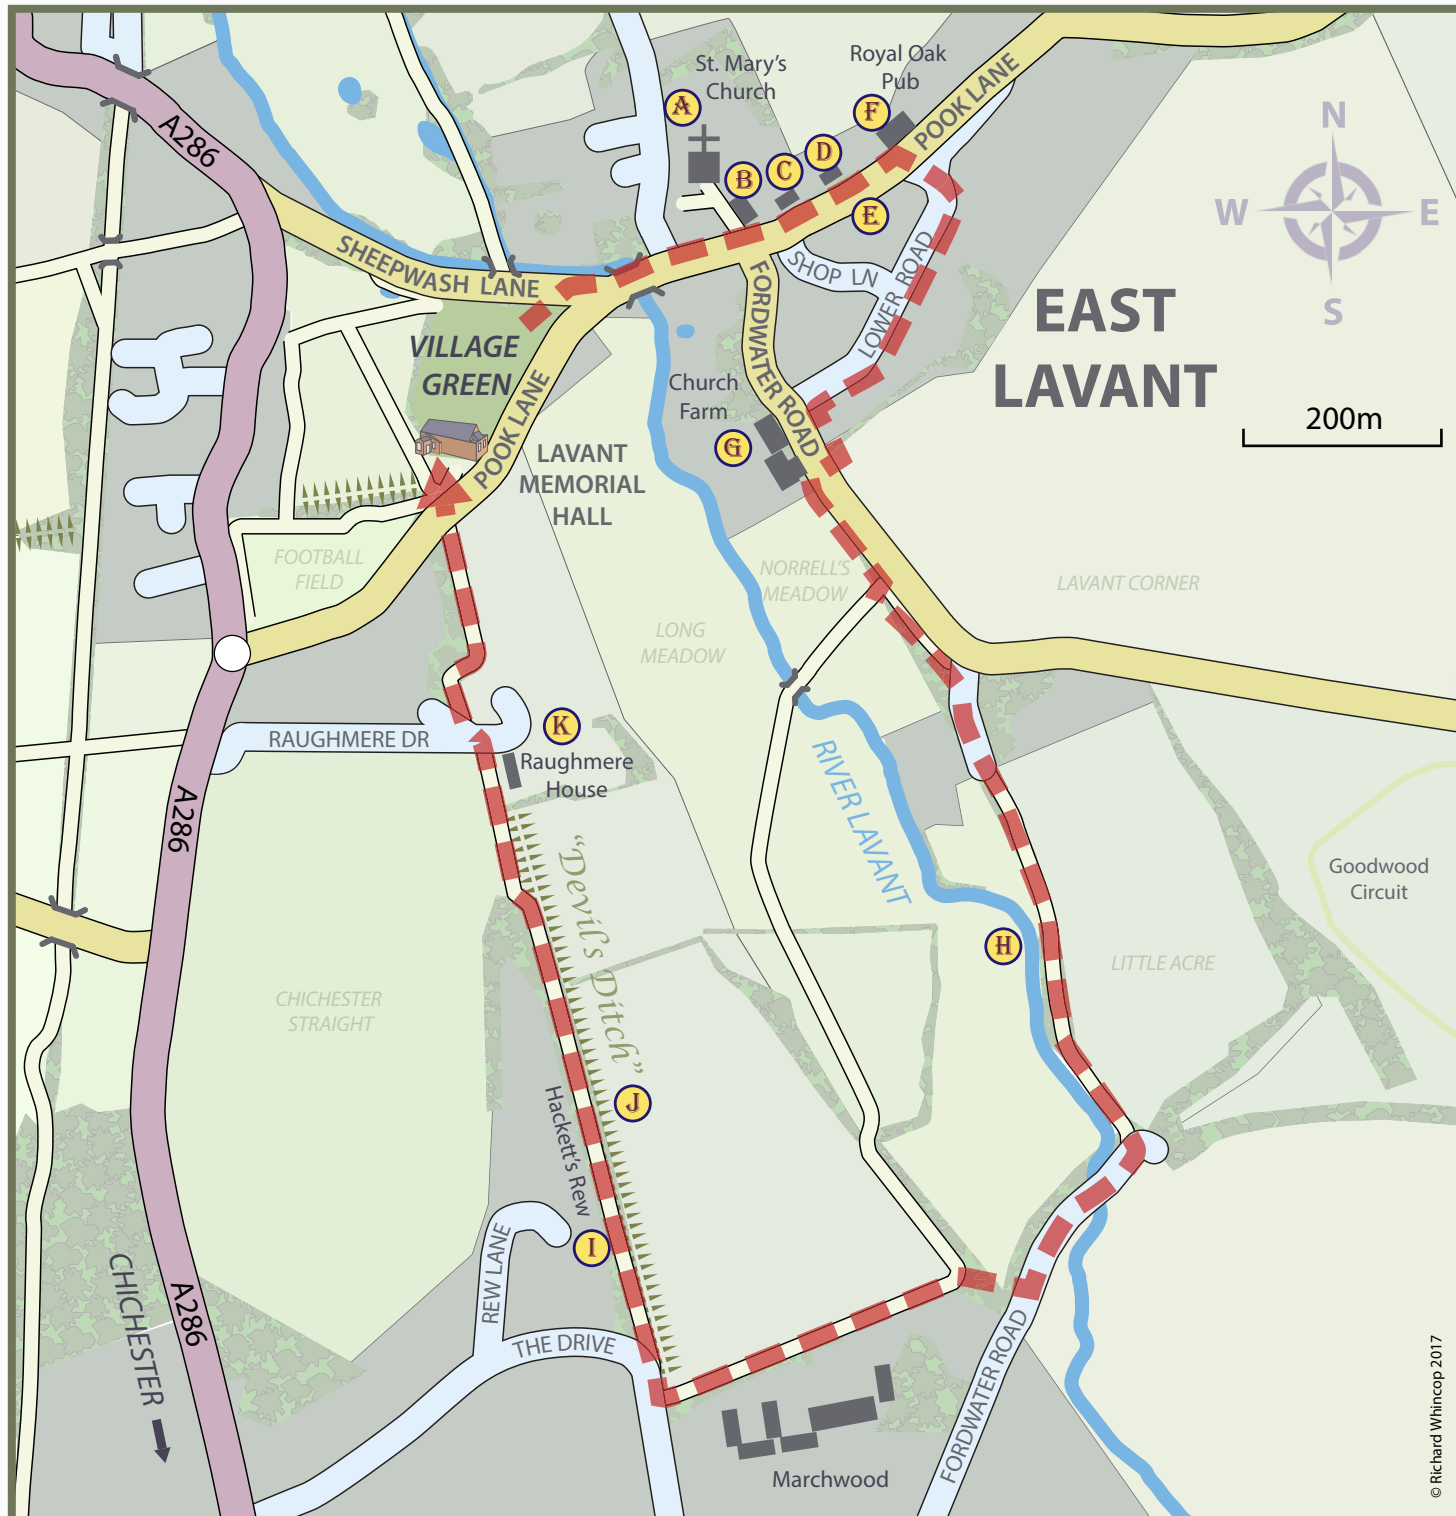 St. Mary's
Church
Royal Oak
Pub
A
B
C
D
E
F
POOK LANE
N
W
E
S
A286
SHEEPWASH LANE
SHOP LN
LOWER ROAD
FORDWATER ROAD
EAST
LAVANT
200m
VILLAGE
GREEN
POOK LANE
Church
Farm
G
LAVANT
MEMORIAL
HALL
FOOTBALL
FIELD
NORRELL'S
MEADOW
LAVANT CORNER
LONG
MEADOW
RAUGHMERE DR
K
Raughmere
House
RIVER LAVANT
A286
Goodwood
Circuit
"Devil's Ditch"
H
LITTLE ACRE
CHICHESTER
STRAIGHT
J
Hackett's Rew
I
REW LANE
THE DRIVE
CHICHESTER
A286
FORDWATER ROAD
Marchwood
© Richard Whincop 2017